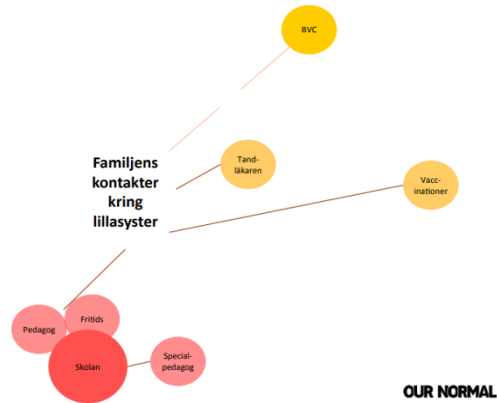 BVC
Familjens
kontakter
kring
lillasyster
Tand-
läkaren
Vacc-
inationer
Pedagog
Fritids
Skolan
Special-
pedagog
OUR NORMAL